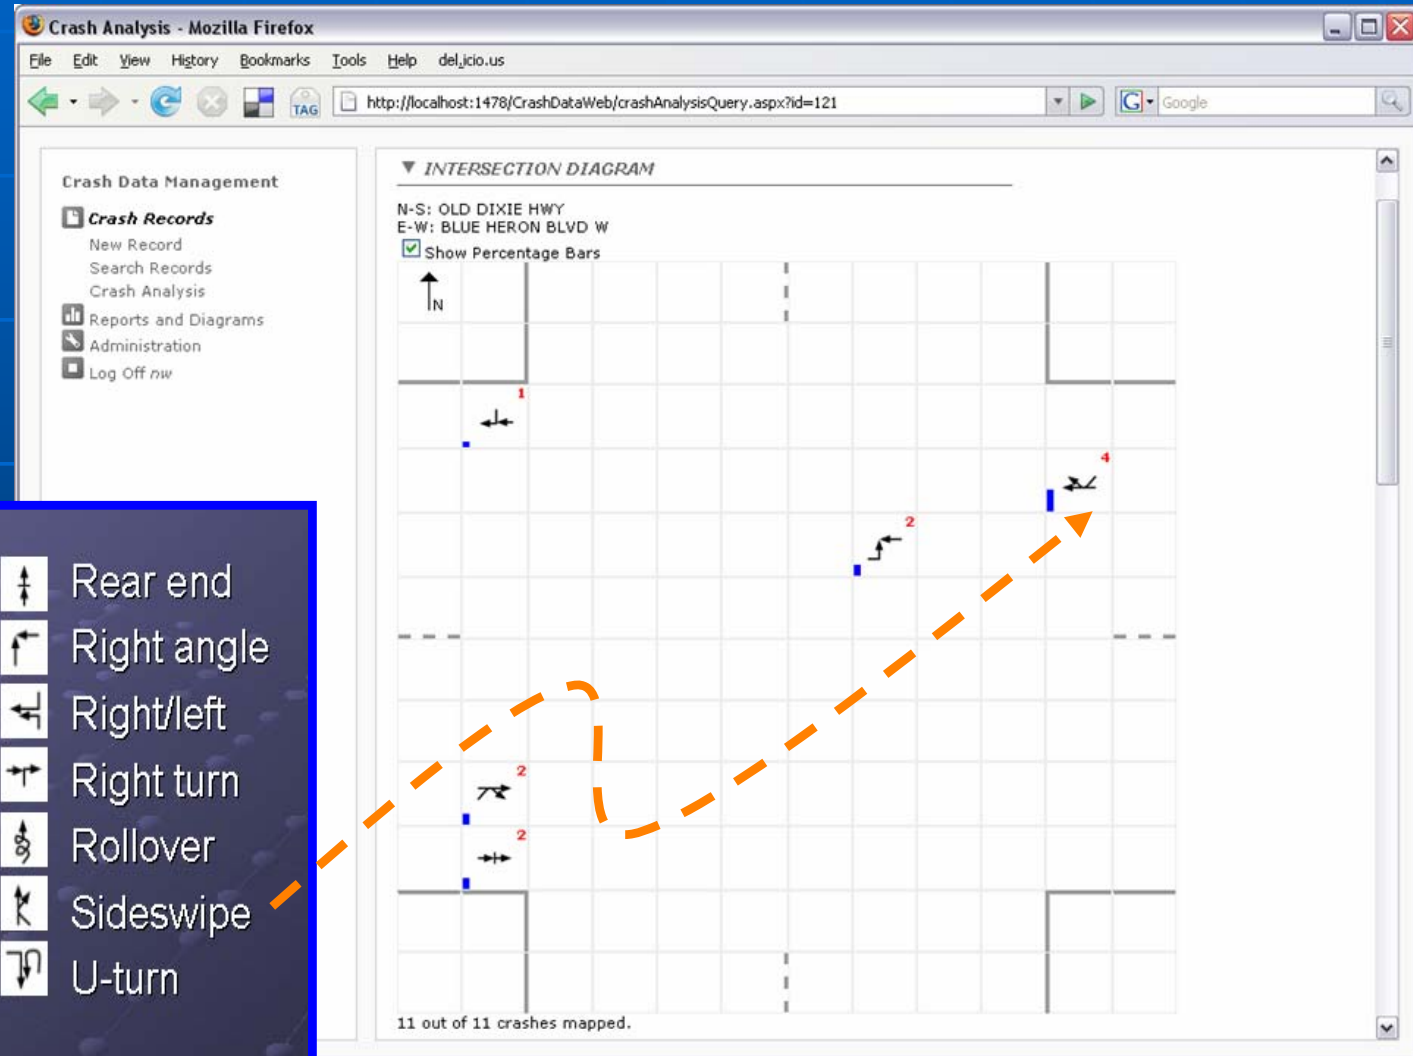 Crash Analysis - Mozilla Firefox
File Edit View History Bookmarks Tools Help del.icio.us
TAG http://localhost:1478/CrashDataWeb/crashAnalysisQuery.aspx?id=121 G Google
Crash Data Management
Crash Records
New Record
Search Records
Crash Analysis
Reports and Diagrams
Administration
Log Off nw
▼ INTERSECTION DIAGRAM
N-S: OLD DIXIE HWY
E-W: BLUE HERON BLVD W
Show Percentage Bars
N
1
4
2
2
2
11 out of 11 crashes mapped.
Rear end
Right angle
Right/left
Right turn
Rollover
Sideswipe
U-turn